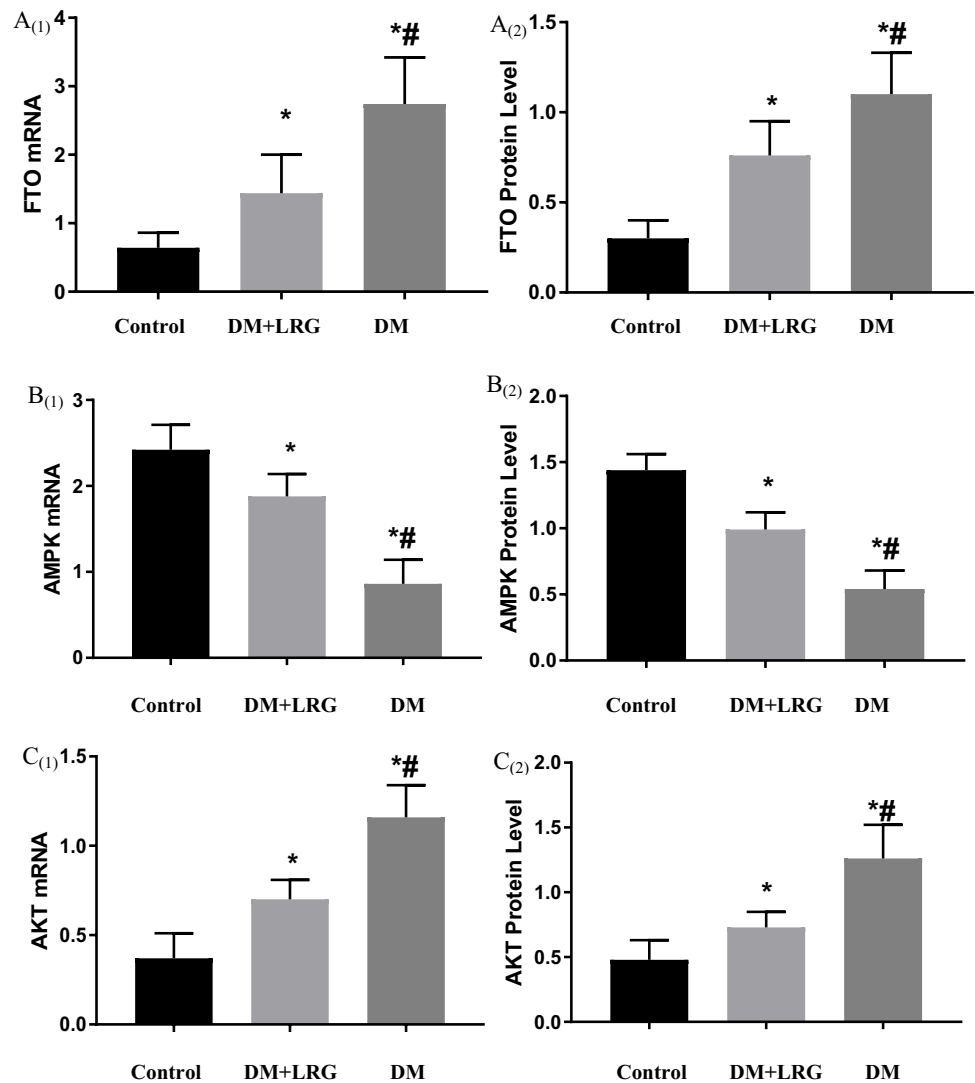 A(1)
FTO mRNA
4
3
2
1
0
*
*#
Control DM+LRG DM
A(2)
FTO Protein Level
1.5
1.0
0.5
0.0
*
*#
Control DM+LRG DM
B(1)
AMPK mRNA
3
2
1
0
*
*#
Control DM+LRG DM
B(2)
AMPK Protein Level
2.0
1.5
1.0
0.5
0.0
*
*#
Control DM+LRG DM
C(1)
AKT mRNA
1.5
1.0
0.5
0.0
*
*#
Control DM+LRG DM
C(2)
AKT Protein Level
2.0
1.5
1.0
0.5
0.0
*
*#
Control DM+LRG DM